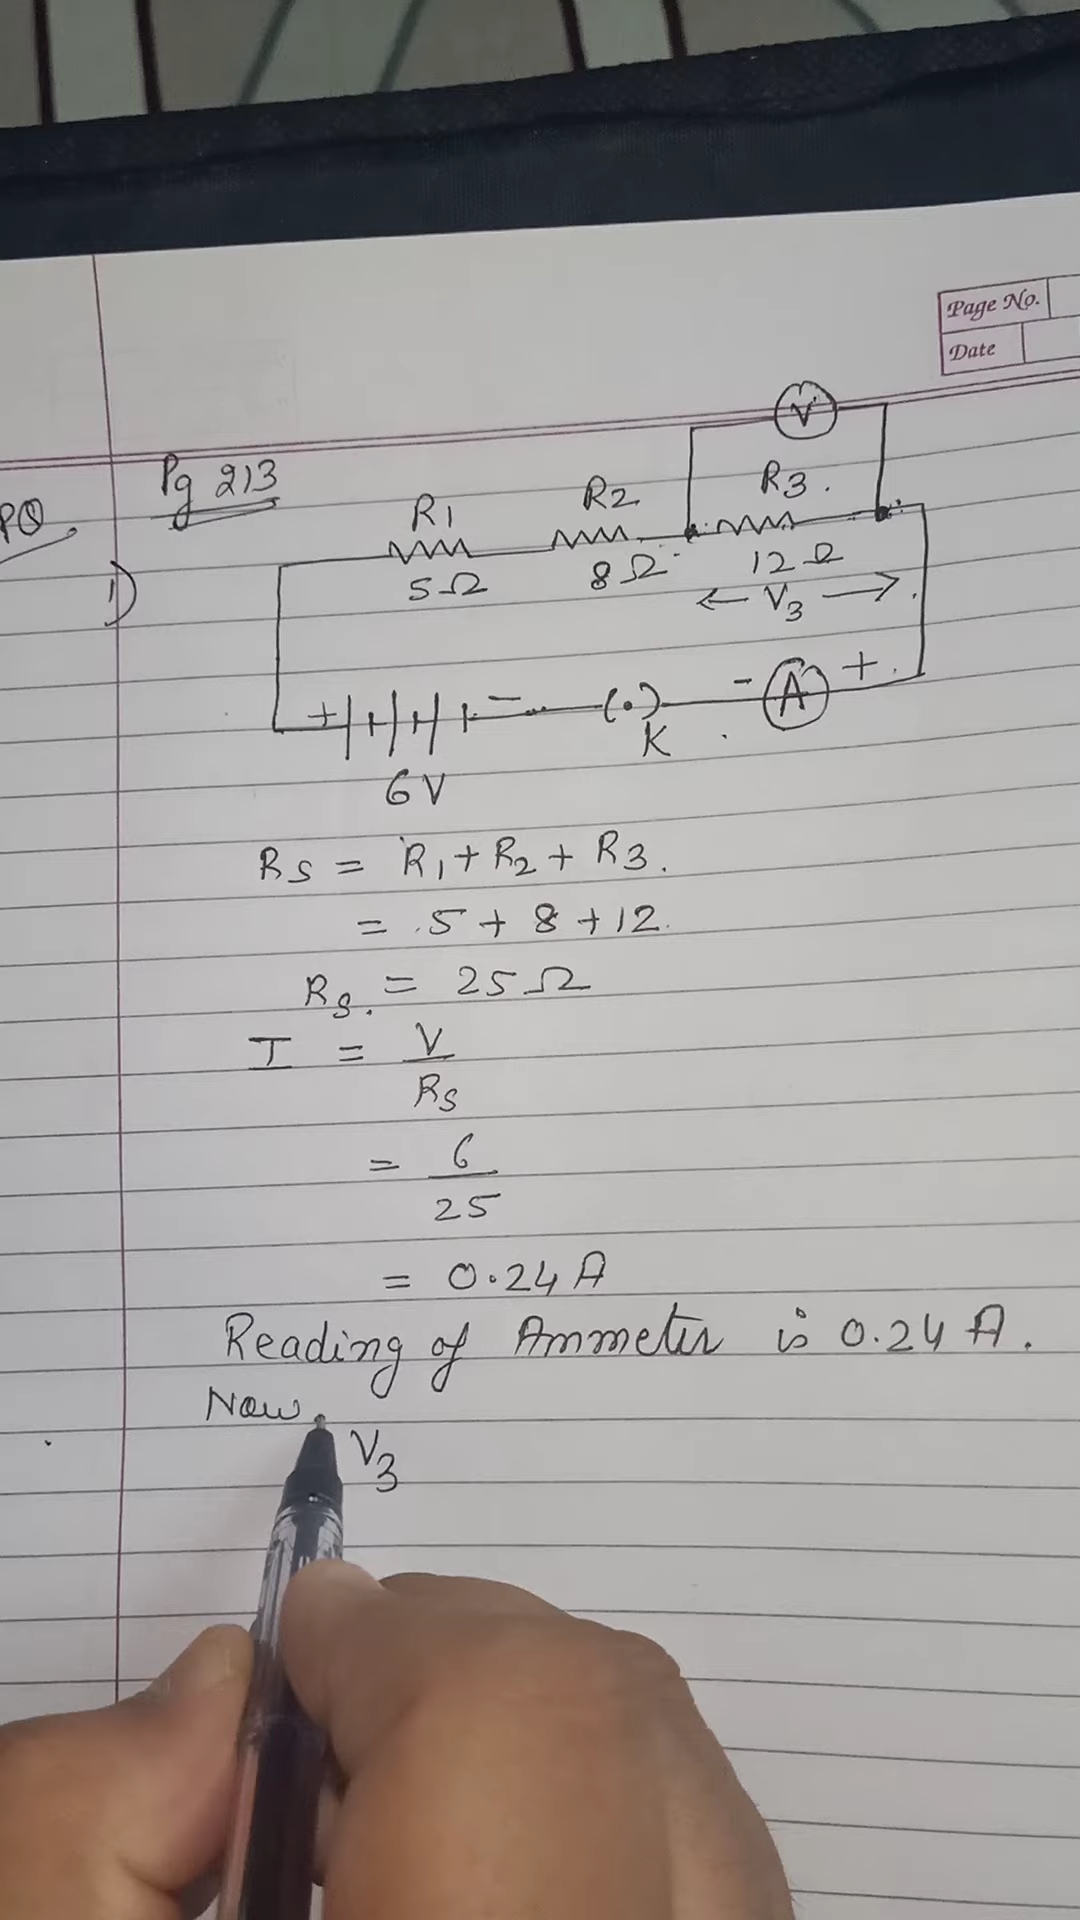 Page No.
Date
PQ.
Pg 213
1)
V
R1 R2 R3.
5Ω 8Ω 12Ω
← V3 →
+ - (.) - A +
K
6V
Rs = R1 + R2 + R3.
= 5 + 8 + 12.
Rs. = 25Ω
I = V/Rs
= 6/25
= 0.24 A
Reading of Ammeter is 0.24 A.
Now
V3